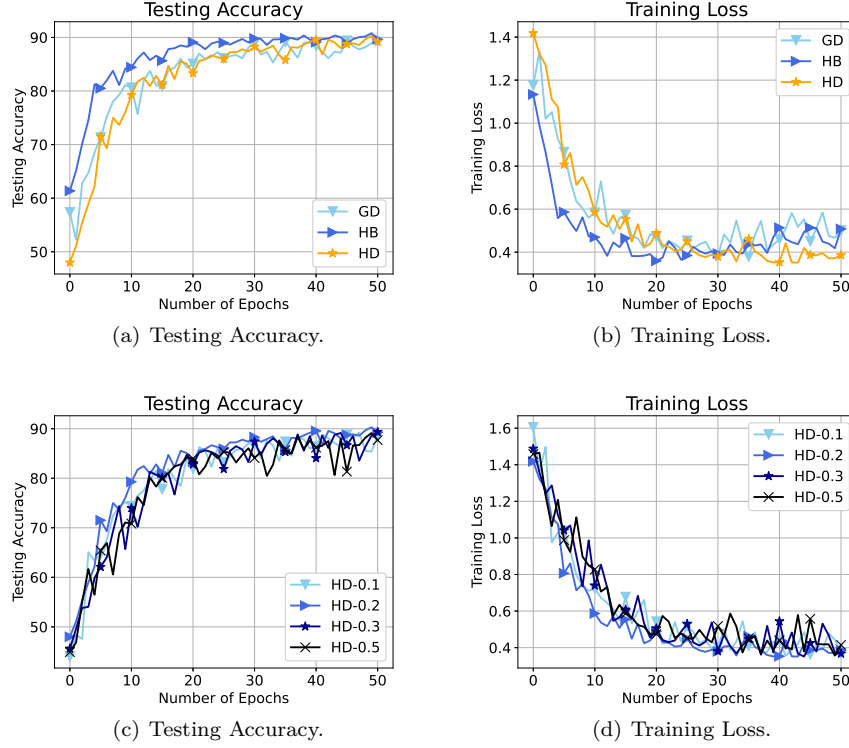 Testing Accuracy
Testing Accuracy
90
80
70
60
50
GD
HB
HD
0 10 20 30 40 50
Number of Epochs
(a) Testing Accuracy.
Training Loss
Training Loss
1.4
1.2
1.0
0.8
0.6
0.4
GD
HB
HD
0 10 20 30 40 50
Number of Epochs
(b) Training Loss.
Testing Accuracy
Testing Accuracy
90
80
70
60
50
HD-0.1
HD-0.2
HD-0.3
HD-0.5
0 10 20 30 40 50
Number of Epochs
(c) Testing Accuracy.
Training Loss
Training Loss
1.6
1.4
1.2
1.0
0.8
0.6
0.4
HD-0.1
HD-0.2
HD-0.3
HD-0.5
0 10 20 30 40 50
Number of Epochs
(d) Training Loss.